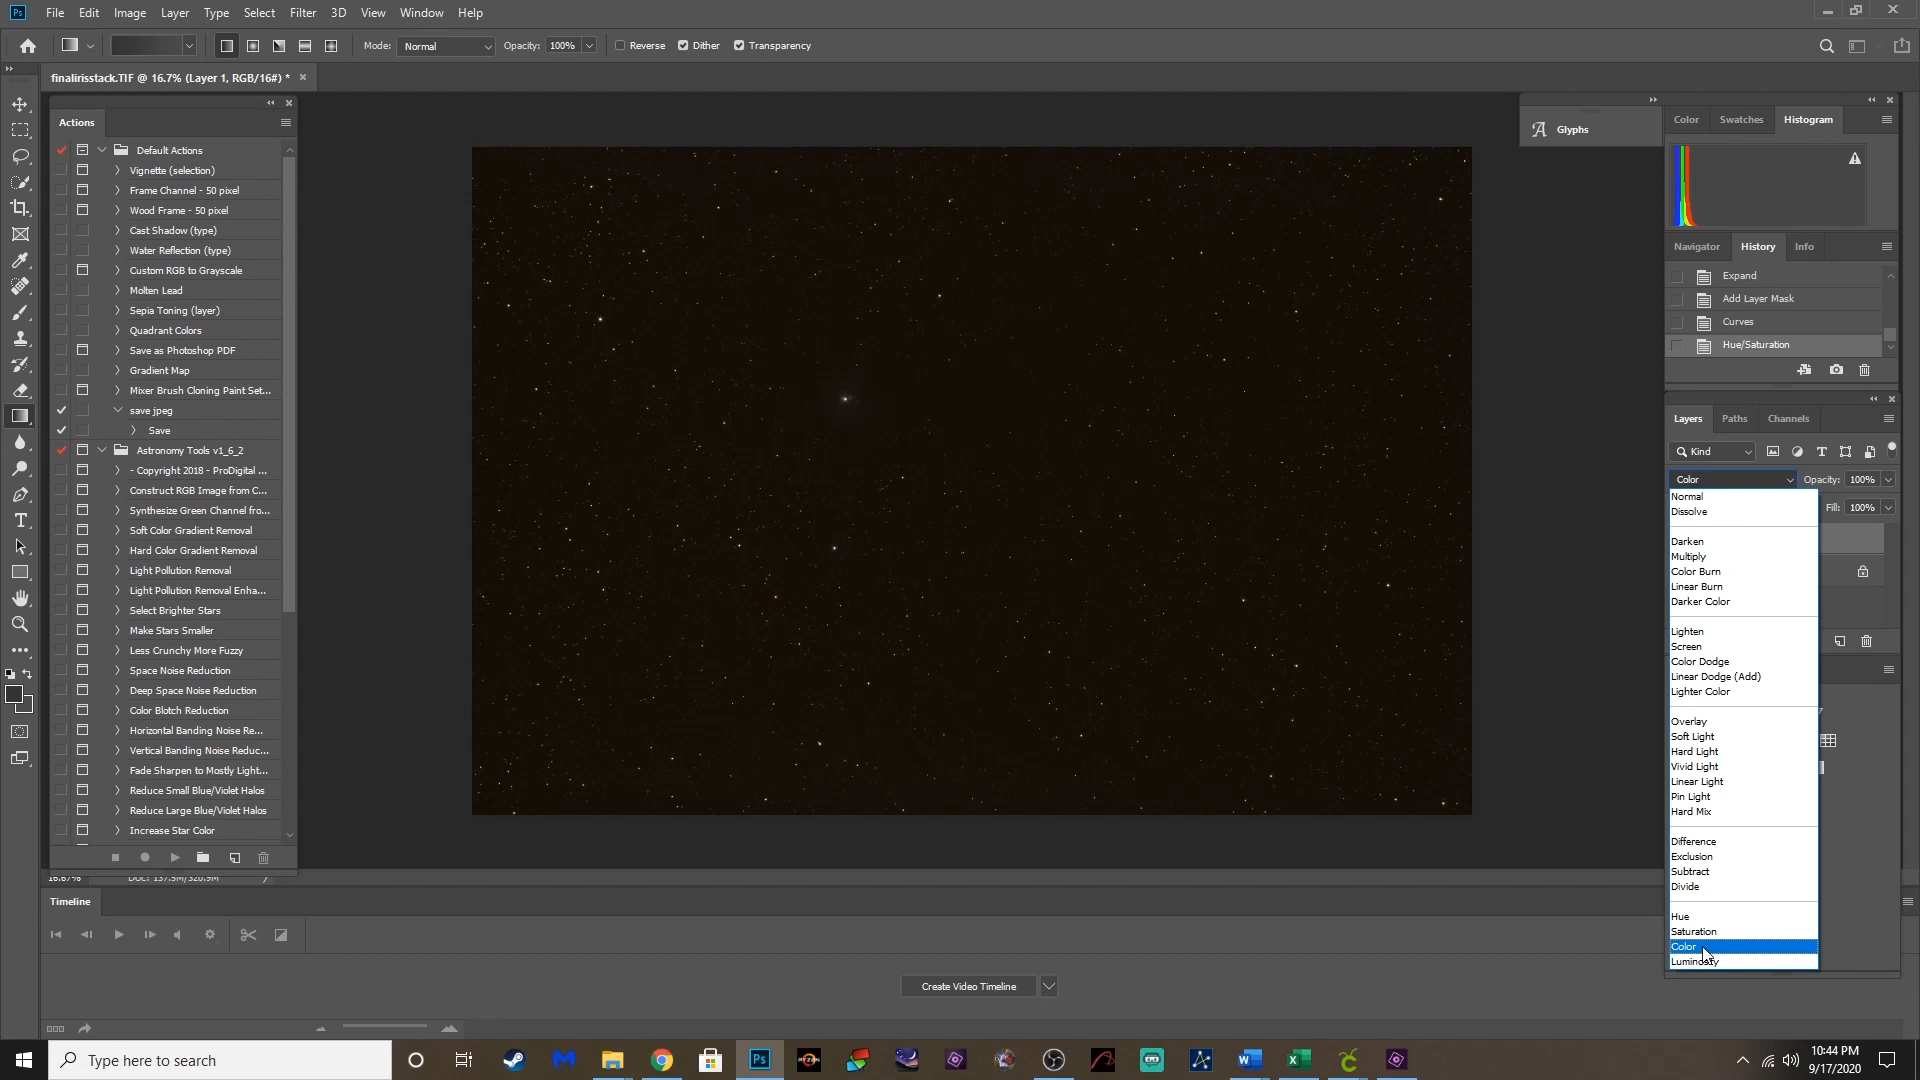 Ps File Edit Image Layer Type Select Filter 3D View Window Help
Mode: Normal Opacity: 100% Reverse Dither Transparency
finalirisstack.TIF @ 16.7% (Layer 1, RGB/16#) *
Actions
Default Actions
Vignette (selection)
Frame Channel - 50 pixel
Wood Frame - 50 pixel
Cast Shadow (type)
Water Reflection (type)
Custom RGB to Grayscale
Molten Lead
Sepia Toning (layer)
Quadrant Colors
Save as Photoshop PDF
Gradient Map
Mixer Brush Cloning Paint Set...
save jpeg
Save
Astronomy Tools v1_6_2
- Copyright 2018 - ProDigital ...
Construct RGB Image from C...
Synthesize Green Channel fro...
Soft Color Gradient Removal
Hard Color Gradient Removal
Light Pollution Removal
Light Pollution Removal Enha...
Select Brighter Stars
Make Stars Smaller
Less Crunchy More Fuzzy
Space Noise Reduction
Deep Space Noise Reduction
Color Blotch Reduction
Horizontal Banding Noise Re...
Vertical Banding Noise Reduc...
Fade Sharpen to Mostly Light...
Reduce Small Blue/Violet Halos
Reduce Large Blue/Violet Halos
Increase Star Color
Glyphs
Color Swatches Histogram
Navigator History Info
Expand
Add Layer Mask
Curves
Hue/Saturation
Layers Paths Channels
Kind
Color Opacity: 100%
Fill: 100%
Normal
Dissolve
Darken
Multiply
Color Burn
Linear Burn
Darker Color
Lighten
Screen
Color Dodge
Linear Dodge (Add)
Lighter Color
Overlay
Soft Light
Hard Light
Vivid Light
Linear Light
Pin Light
Hard Mix
Difference
Exclusion
Subtract
Divide
Hue
Saturation
Color
Luminosity
Timeline
Create Video Timeline
Type here to search
Ps
10:44 PM
9/17/2020